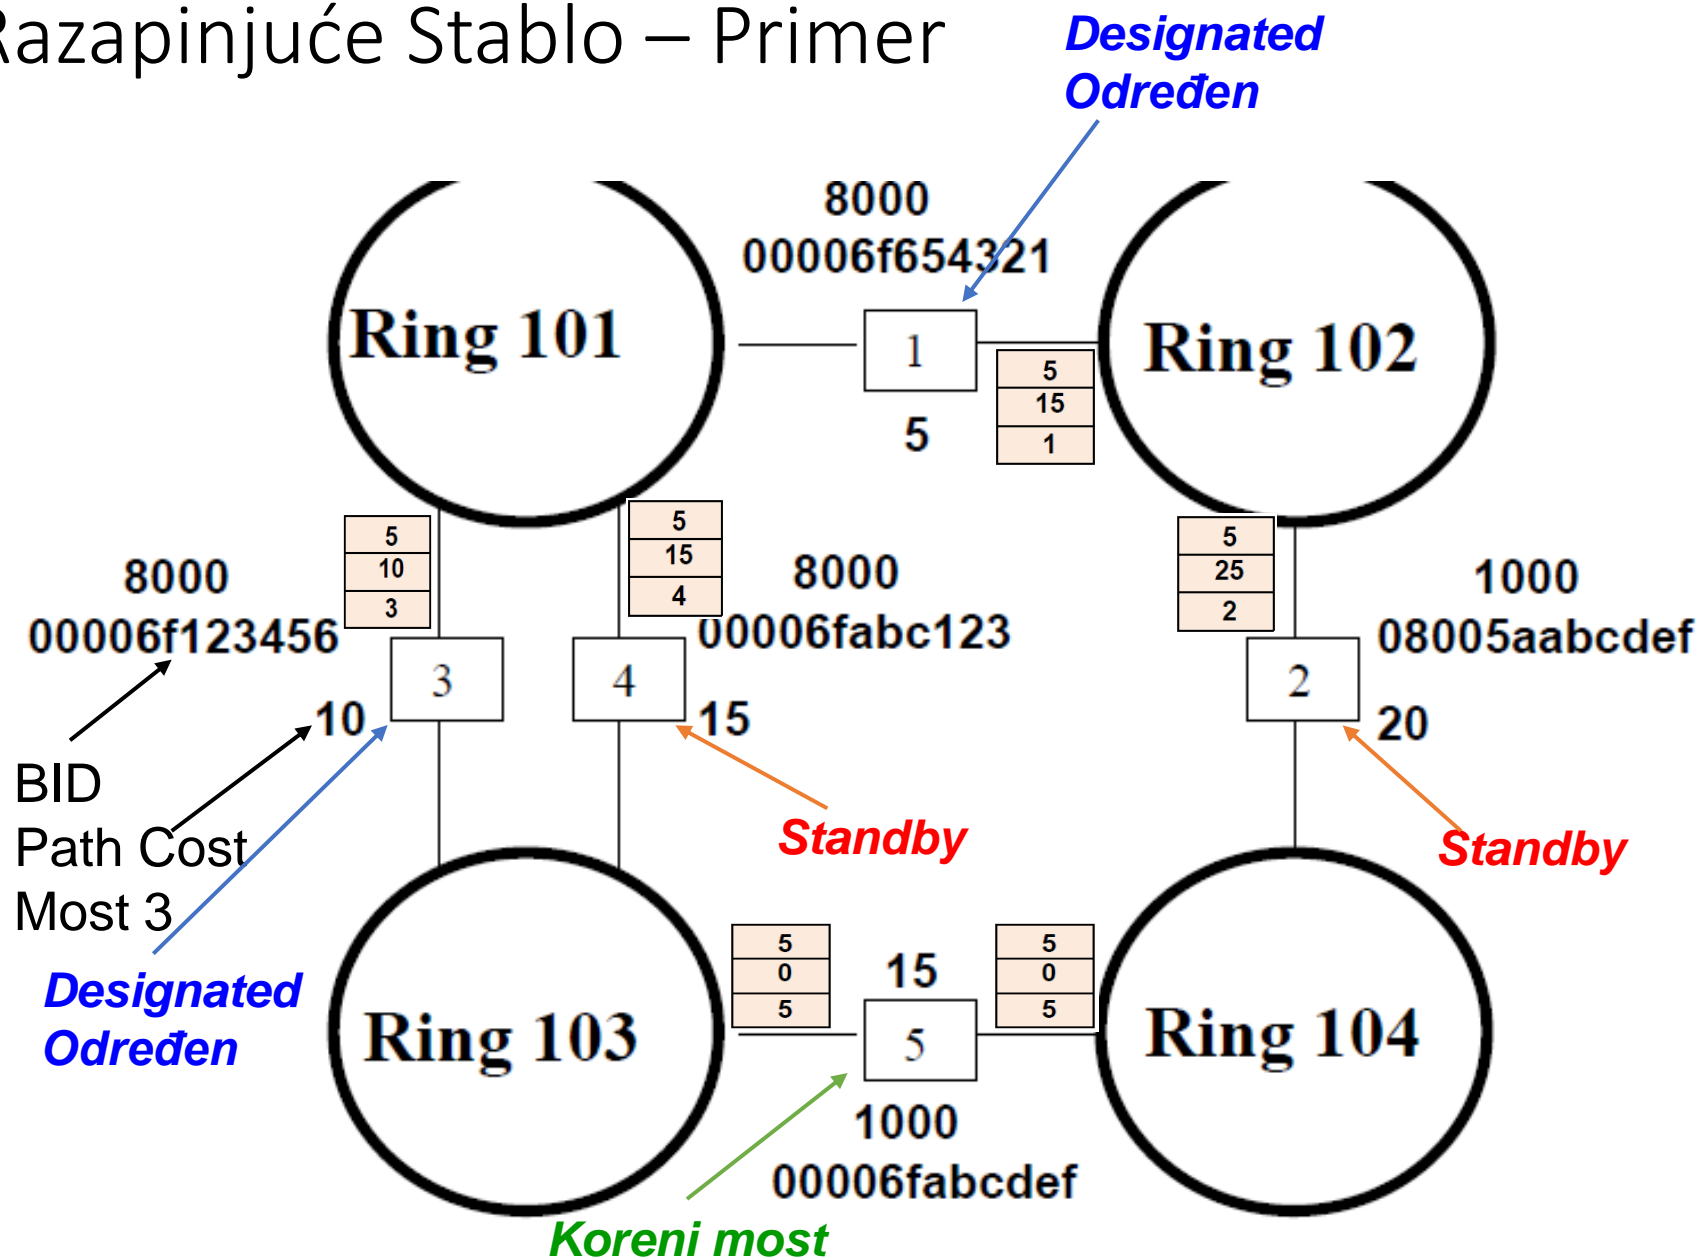 Razapinjuće Stablo – Primer
Designated
Određen
8000
00006f654321
Ring 101
1
Ring 102
5
5
15
1
5
10
3
5
15
4
5
25
2
8000
00006f123456
8000
00006fabc123
1000
08005aabcdef
3
4
2
10
15
20
BID
Path Cost
Most 3
Standby
Standby
Designated
Određen
5
0
5
15
5
0
5
Ring 103
5
Ring 104
1000
00006fabcdef
Koreni most